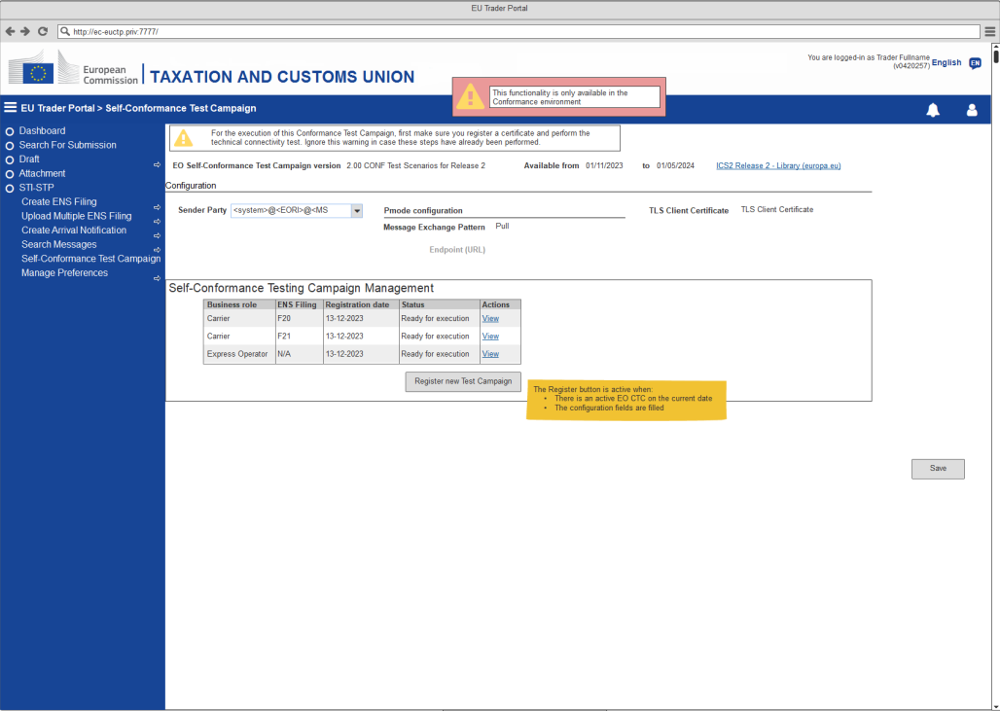 EU Trader Portal
http://ec-euctp.priv:7777/
European
Commission
TAXATION AND CUSTOMS UNION
This functionality is only available in the
Conformance environment
You are logged-in as Trader Fullname
(v0420257)
English
EN
EU Trader Portal > Self-Conformance Test Campaign
Dashboard
Search For Submission
Draft
Attachment
STI-STP
Create ENS Filing
Upload Multiple ENS Filing
Create Arrival Notification
Search Messages
Self-Conformance Test Campaign
Manage Preferences
For the execution of this Conformance Test Campaign, first make sure you register a certificate and perform the
technical connectivity test. Ignore this warning in case these steps have already been performed.
EO Self-Conformance Test Campaign version 2.00 CONF Test Scenarios for Release 2 Available from 01/11/2023 to 01/05/2024 ICS2 Release 2 - Library (europa.eu)
Configuration
Sender Party <system>@<EORI>@<MS Pmode configuration TLS Client Certificate TLS Client Certificate
Message Exchange Pattern Pull
Endpoint (URL)
Self-Conformance Testing Campaign Management
Business role ENS Filing Registration date Status Actions
Carrier F20 13-12-2023 Ready for execution View
Carrier F21 13-12-2023 Ready for execution View
Express Operator N/A 13-12-2023 Ready for execution View
Register new Test Campaign
The Register button is active when:
• There is an active EO CTC on the current date
• The configuration fields are filled
Save